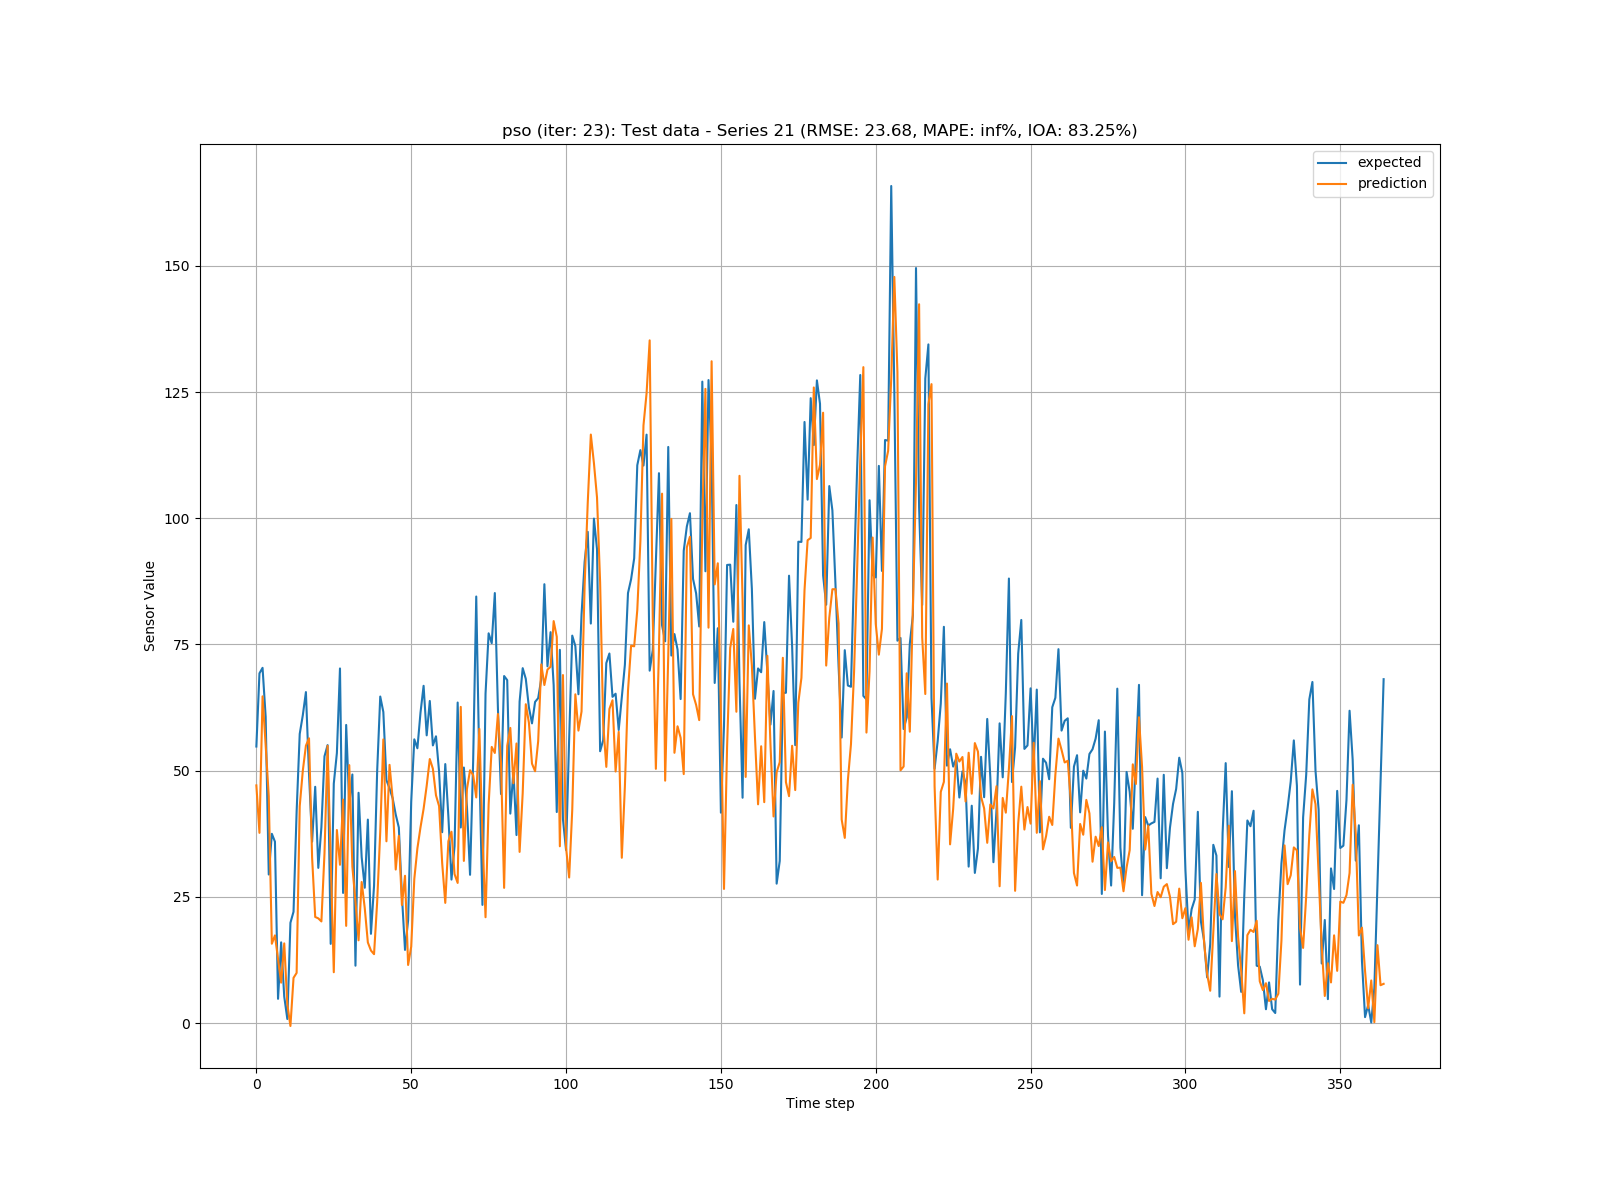 pso (iter: 23): Test data - Series 21 (RMSE: 23.68, MAPE: inf%, IOA: 83.25%)
expected
prediction
150
125
100
75
50
25
0
Sensor Value
0 50 100 150 200 250 300 350
Time step